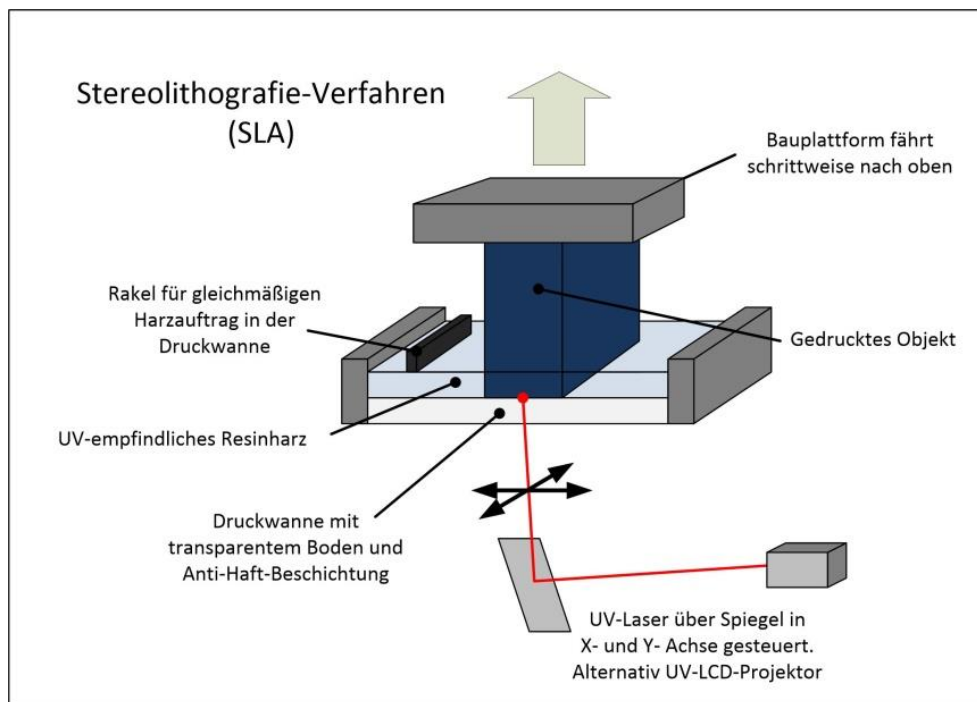 Stereolithografie-Verfahren
(SLA)
Bauplattform fährt
schrittweise nach oben
Rakel für gleichmäßigen
Harzauftrag in der
Druckwanne
Gedrucktes Objekt
UV-empfindliches Resinharz
Druckwanne mit
transparentem Boden und
Anti-Haft-Beschichtung
UV-Laser über Spiegel in
X- und Y- Achse gesteuert.
Alternativ UV-LCD-Projektor